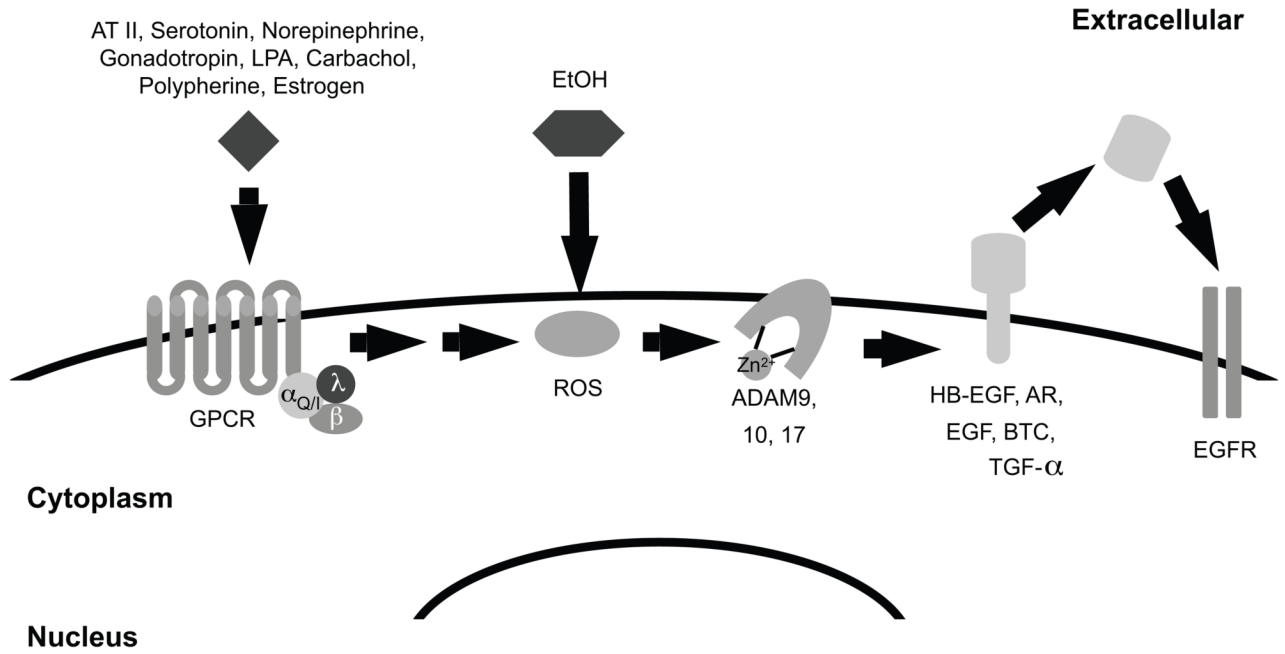 Extracellular
AT II, Serotonin, Norepinephrine,
Gonadotropin, LPA, Carbachol,
Polypherine, Estrogen
EtOH
GPCR
αQ/I
λ
β
ROS
Zn²⁺
ADAM9,
10, 17
HB-EGF, AR,
EGF, BTC,
TGF-α
EGFR
Cytoplasm
Nucleus